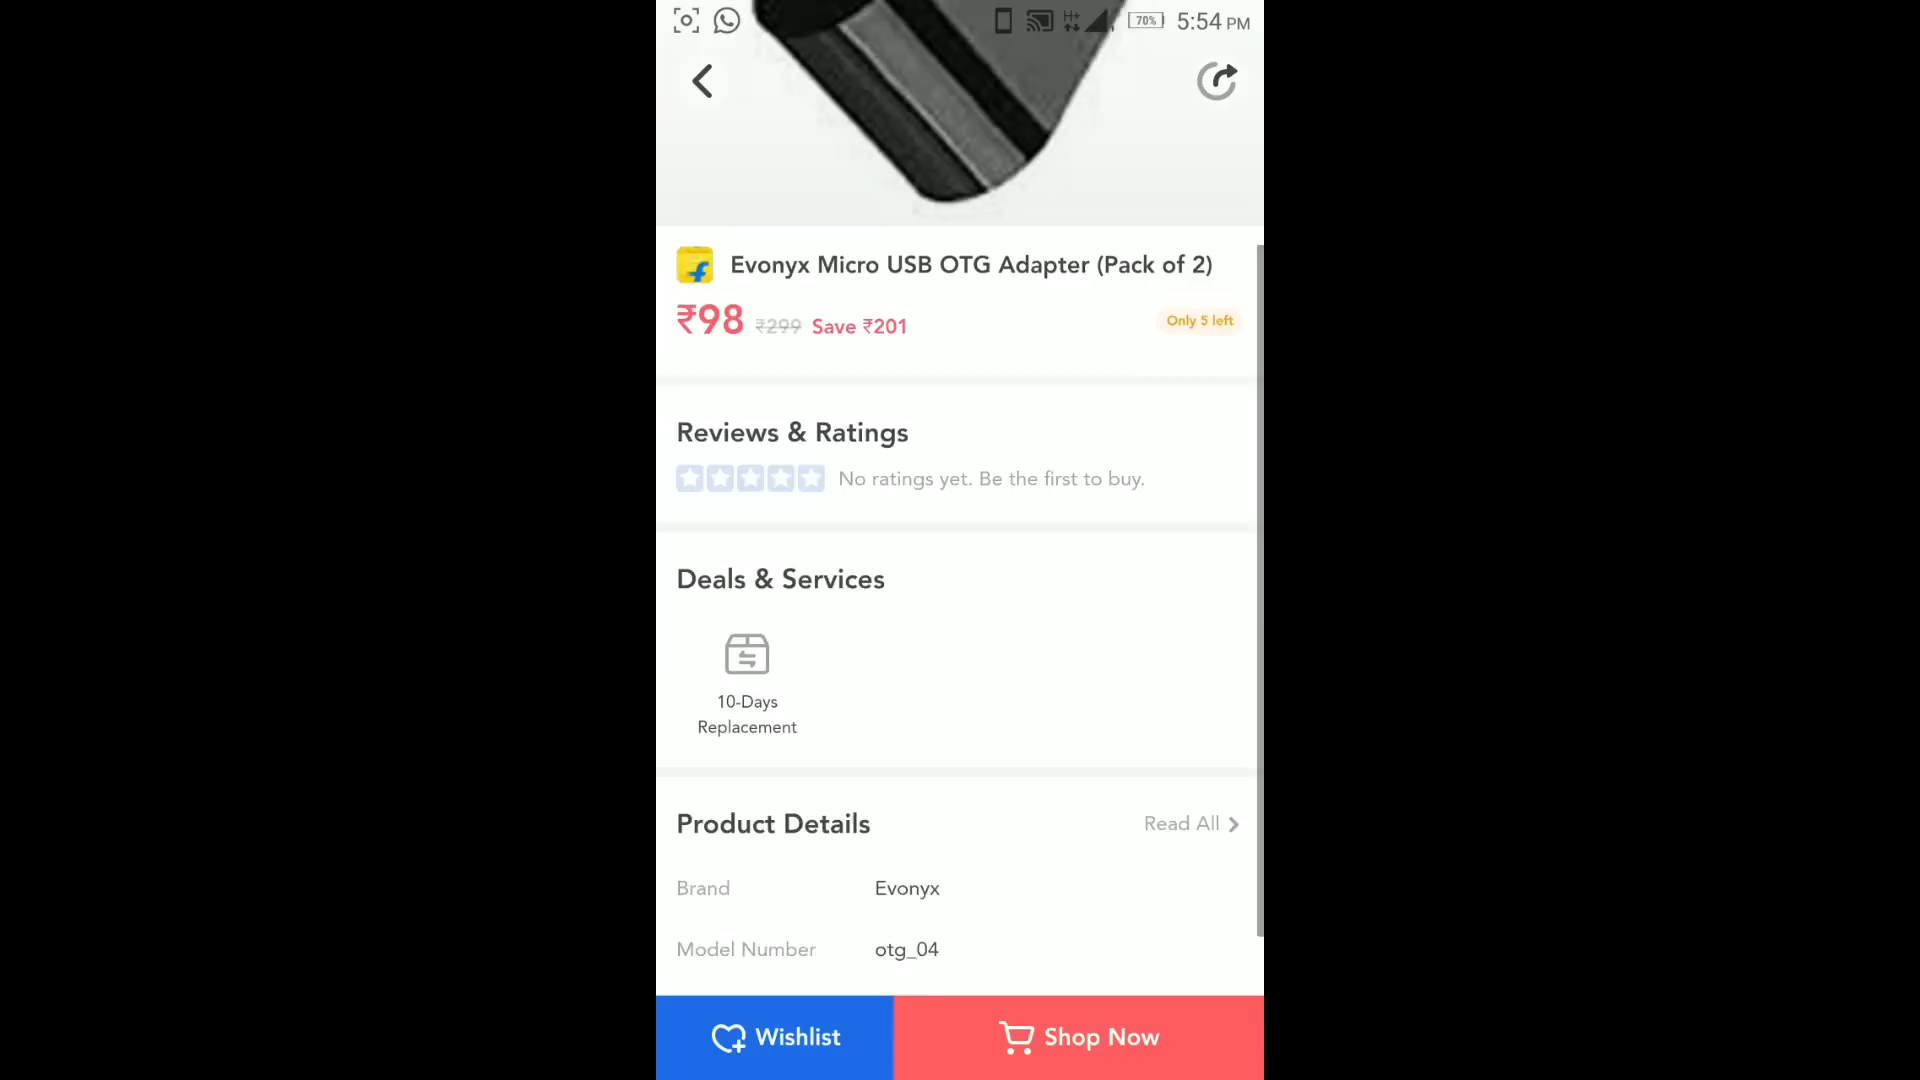 H+ 70% 5:54 PM
Evonyx Micro USB OTG Adapter (Pack of 2)
₹98 ₹299 Save ₹201 Only 5 left
Reviews & Ratings
No ratings yet. Be the first to buy.
Deals & Services
10-Days
Replacement
Product Details Read All
Brand Evonyx
Model Number otg_04
Wishlist Shop Now